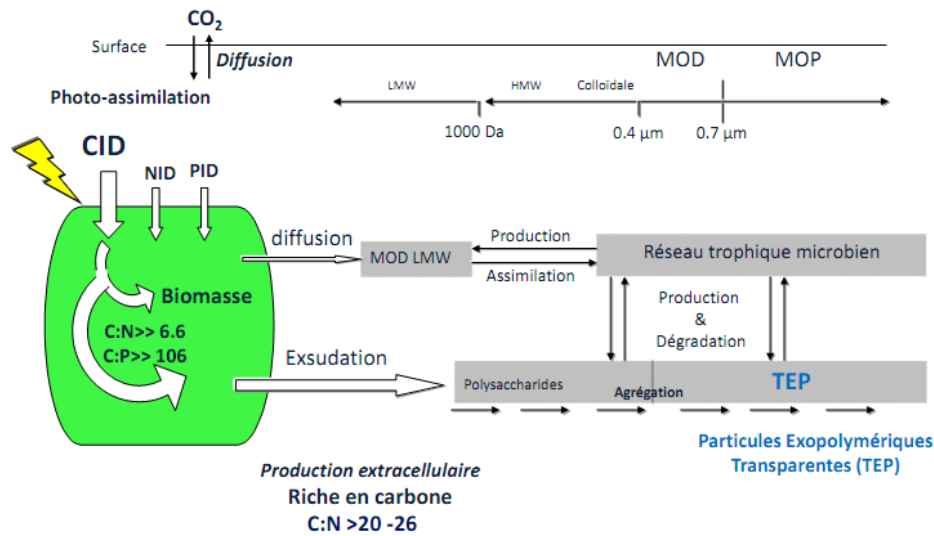 CO2
Surface
Diffusion
Photo-assimilation
MOD
MOP
LMW
HMW
Colloïdale
1000 Da
0.4 µm
0.7 µm
CID
NID
PID
diffusion
MOD LMW
Production
Assimilation
Réseau trophique microbien
Biomasse
C:N>> 6.6
C:P>> 106
Production
&
Dégradation
Exsudation
Polysaccharides
Agrégation
TEP
Particules Exopolymériques
Transparentes (TEP)
Production extracellulaire
Riche en carbone
C:N >20 -26